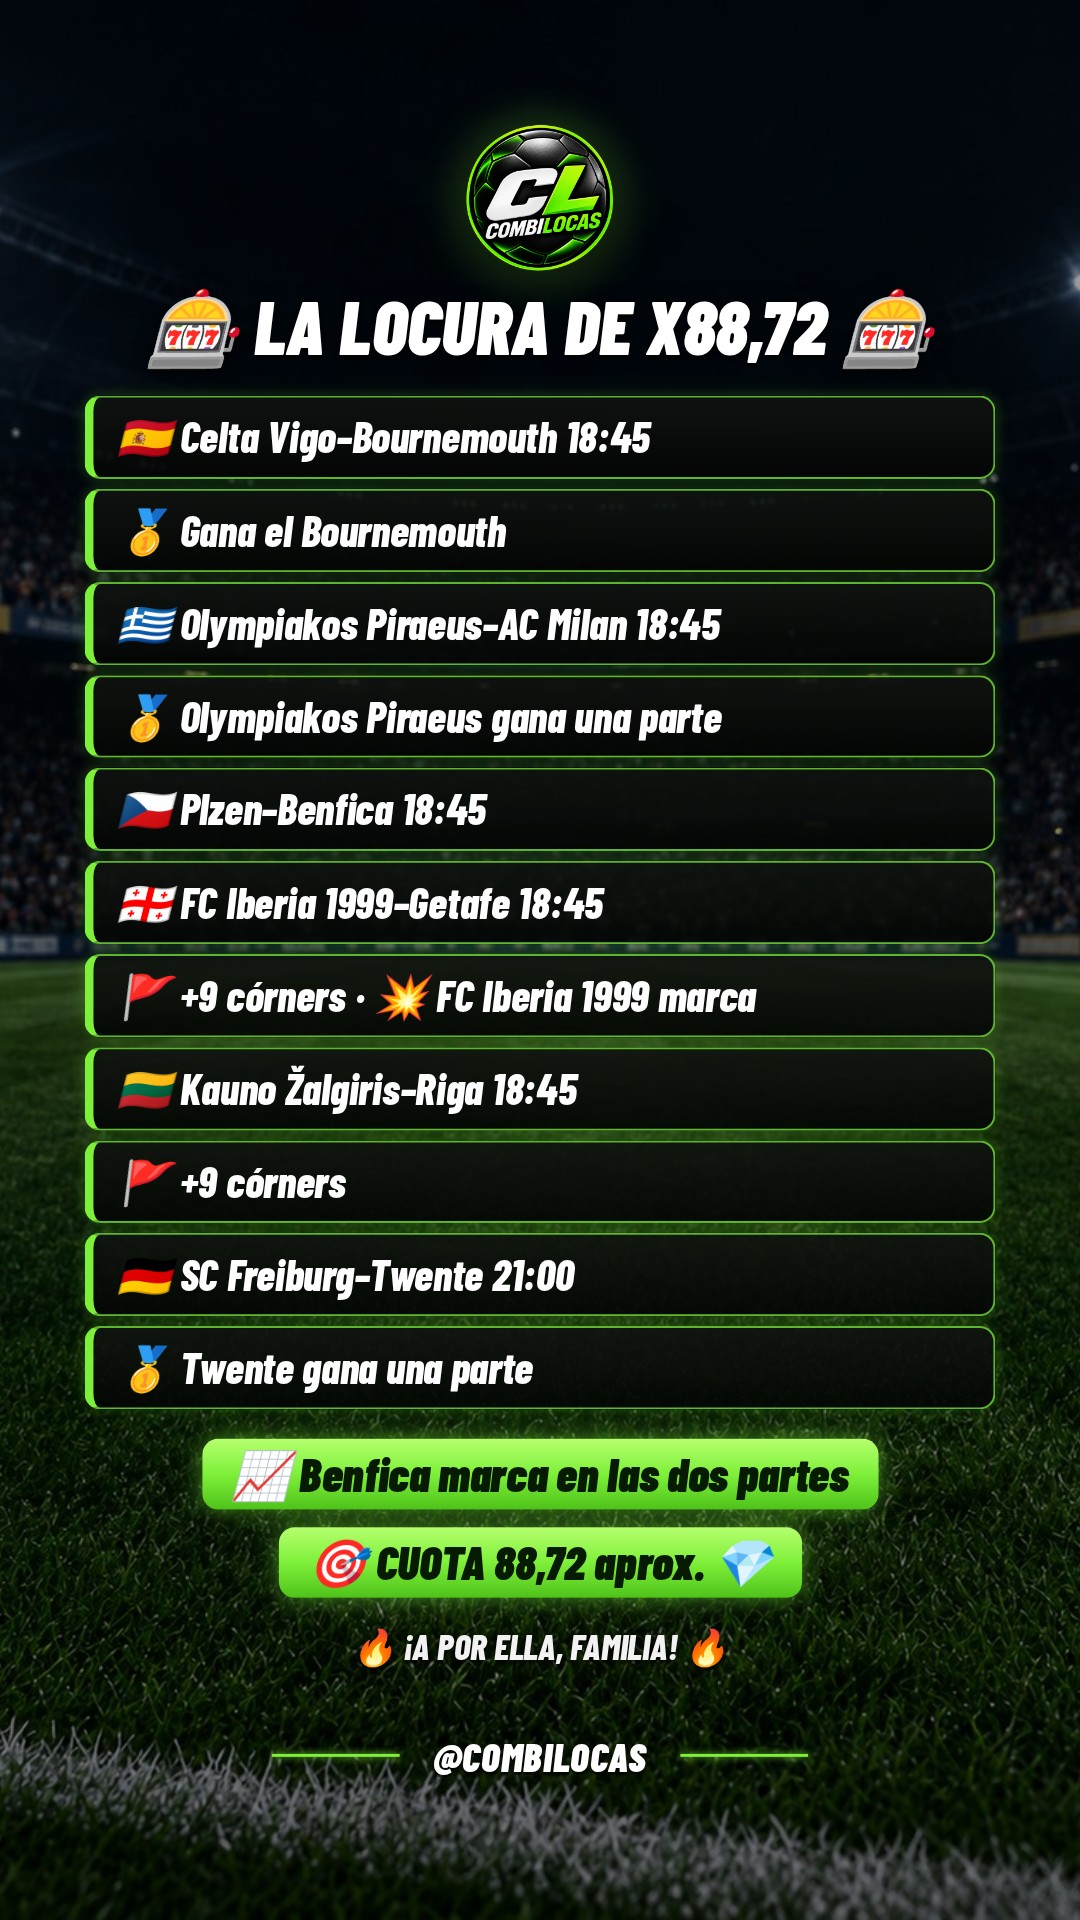 CL
COMBILOCAS
🎰 LA LOCURA DE X88,72 🎰
🇪🇸 Celta Vigo-Bournemouth 18:45
🥇 Gana el Bournemouth
🇬🇷 Olympiakos Piraeus-AC Milan 18:45
🥇 Olympiakos Piraeus gana una parte
🇨🇿 Plzen-Benfica 18:45
🇬🇪 FC Iberia 1999-Getafe 18:45
🚩 +9 córners · 💥 FC Iberia 1999 marca
🇱🇹 Kauno Žalgiris-Riga 18:45
🚩 +9 córners
🇩🇪 SC Freiburg-Twente 21:00
🥇 Twente gana una parte
📈 Benfica marca en las dos partes
🎯 CUOTA 88,72 aprox. 💎
🔥 ¡A POR ELLA, FAMILIA! 🔥
@COMBILOCAS